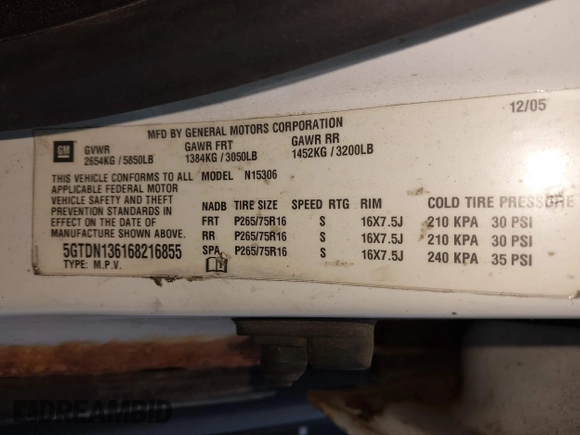 12/05
MFD BY GENERAL MOTORS CORPORATION
GM
GVWR GAWR FRT GAWR RR
2654KG / 5850LB 1384KG / 3050LB 1452KG / 3200LB
THIS VEHICLE CONFORMS TO ALL
APPLICABLE FEDERAL MOTOR
VEHICLE SAFETY AND THEFT
PREVENTION STANDARDS IN
EFFECT ON THE DATE OF
MANUFACTURE SHOWN ABOVE.
5GTDN136168216855
TYPE: M.P.V.
MODEL N15306
NADB TIRE SIZE SPEED RTG RIM COLD TIRE PRESSURE
FRT P265/75R16 S 16X7.5J 210 KPA 30 PSI
RR P265/75R16 S 16X7.5J 210 KPA 30 PSI
SPA P265/75R16 S 16X7.5J 240 KPA 35 PSI
DREAMBID